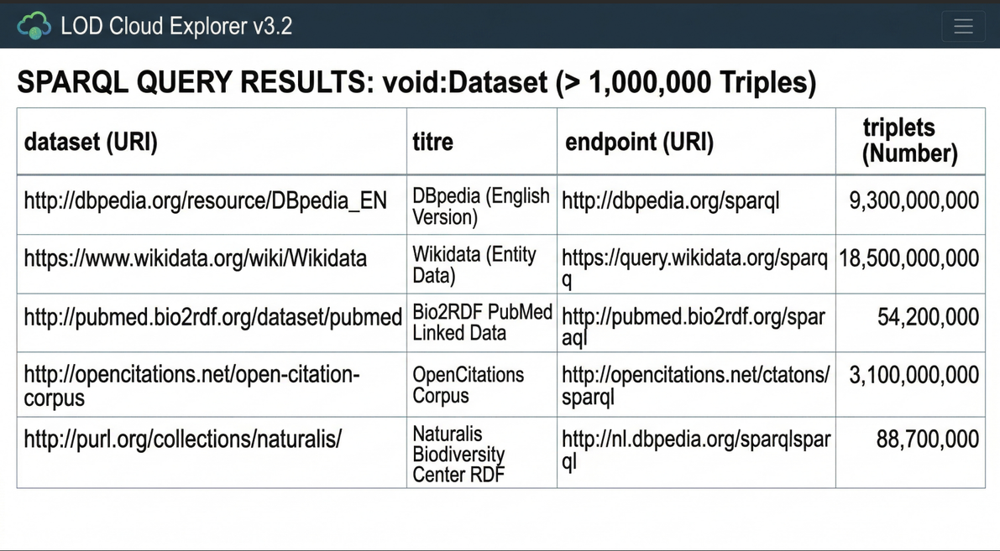 LOD Cloud Explorer v3.2
SPARQL QUERY RESULTS: void:Dataset (> 1,000,000 Triples)
dataset (URI)
titre
endpoint (URI)
triplets
(Number)
http://dbpedia.org/resource/DBpedia_EN
DBpedia (English
Version)
http://dbpedia.org/sparql
9,300,000,000
https://www.wikidata.org/wiki/Wikidata
Wikidata (Entity
Data)
https://query.wikidata.org/sparq
q
18,500,000,000
http://pubmed.bio2rdf.org/dataset/pubmed
Bio2RDF PubMed
Linked Data
http://pubmed.bio2rdf.org/spar
aql
54,200,000
http://opencitations.net/open-citation-
corpus
OpenCitations
Corpus
http://opencitations.net/ctatons/
sparql
3,100,000,000
http://purl.org/collections/naturalis/
Naturalis
Biodiversity
Center RDF
http://nl.dbpedia.org/sparqlspar
ql
88,700,000